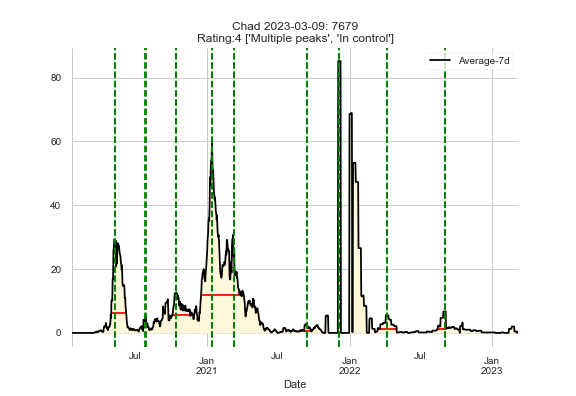 Chad 2023-03-09: 7679
Rating:4 ['Multiple peaks', 'In control']
Average-7d
80
60
40
20
0
Jul
Jan
2021
Jul
Jan
2022
Jul
Jan
2023
Date